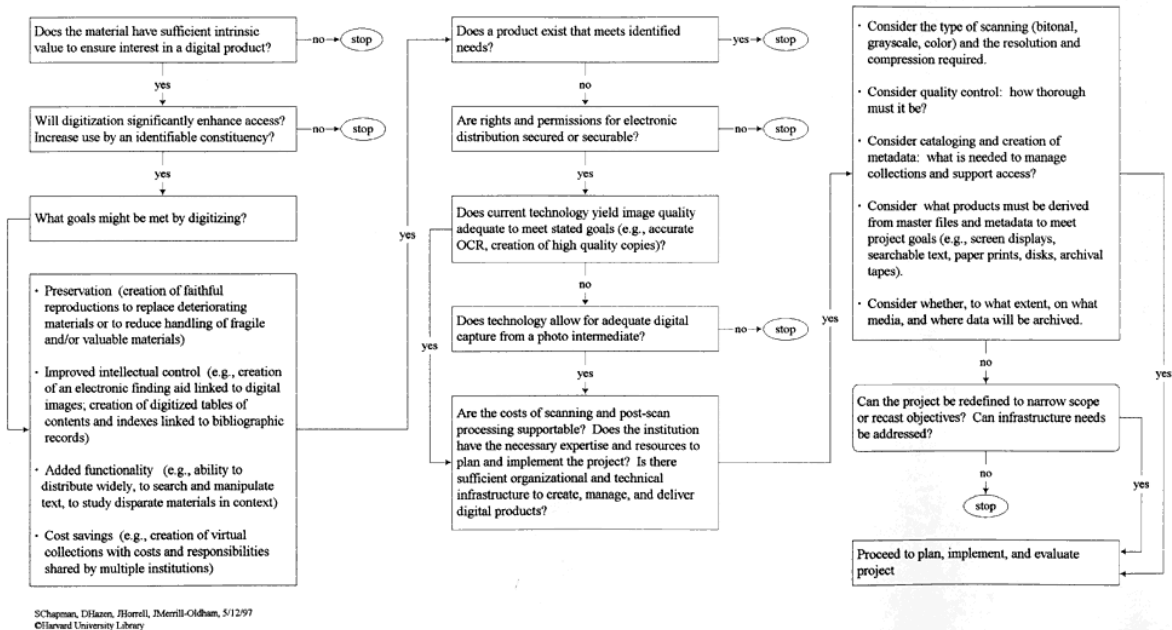 Does the material have sufficient intrinsic
value to ensure interest in a digital product?
no
stop
yes
Will digitization significantly enhance access?
Increase use by an identifiable constituency?
no
stop
yes
What goals might be met by digitizing?
· Preservation (creation of faithful
reproductions to replace deteriorating
materials or to reduce handling of fragile
and/or valuable materials)
· Improved intellectual control (e.g., creation
of an electronic finding aid linked to digital
images; creation of digitized tables of
contents and indexes linked to bibliographic
records)
· Added functionality (e.g., ability to
distribute widely, to search and manipulate
text, to study disparate materials in context)
· Cost savings (e.g., creation of virtual
collections with costs and responsibilities
shared by multiple institutions)
yes
Does a product exist that meets identified
needs?
yes
stop
no
Are rights and permissions for electronic
distribution secured or securable?
no
stop
yes
Does current technology yield image quality
adequate to meet stated goals (e.g., accurate
OCR, creation of high quality copies)?
yes
no
Does technology allow for adequate digital
capture from a photo intermediate?
no
stop
yes
Are the costs of scanning and post-scan
processing supportable? Does the institution
have the necessary expertise and resources to
plan and implement the project? Is there
sufficient organizational and technical
infrastructure to create, manage, and deliver
digital products?
yes
· Consider the type of scanning (bitonal,
grayscale, color) and the resolution and
compression required.
· Consider quality control: how thorough
must it be?
· Consider cataloging and creation of
metadata: what is needed to manage
collections and support access?
· Consider what products must be derived
from master files and metadata to meet
project goals (e.g., screen displays,
searchable text, paper prints, disks, archival
tapes).
· Consider whether, to what extent, on what
media, and where data will be archived.
yes
no
Can the project be redefined to narrow scope
or recast objectives? Can infrastructure needs
be addressed?
no
stop
yes
Proceed to plan, implement, and evaluate
project
SChapman, DHazen, JHorrell, JMerrill-Oldham, 5/12/97
©Harvard University Library